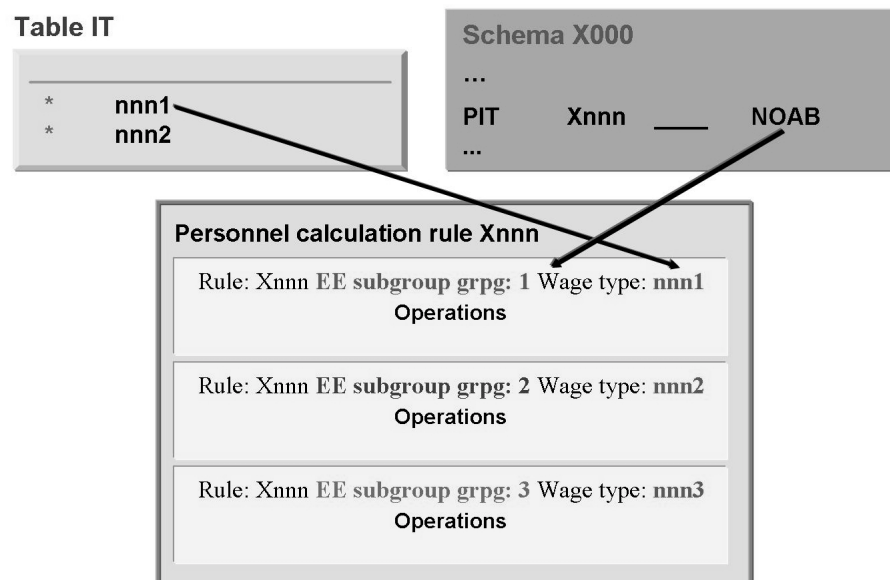 Table IT
* nnn1
* nnn2
Schema X000
...
PIT Xnnn ____ NOAB
...
Personnel calculation rule Xnnn
Rule: Xnnn EE subgroup grpg: 1 Wage type: nnn1
Operations
Rule: Xnnn EE subgroup grpg: 2 Wage type: nnn2
Operations
Rule: Xnnn EE subgroup grpg: 3 Wage type: nnn3
Operations